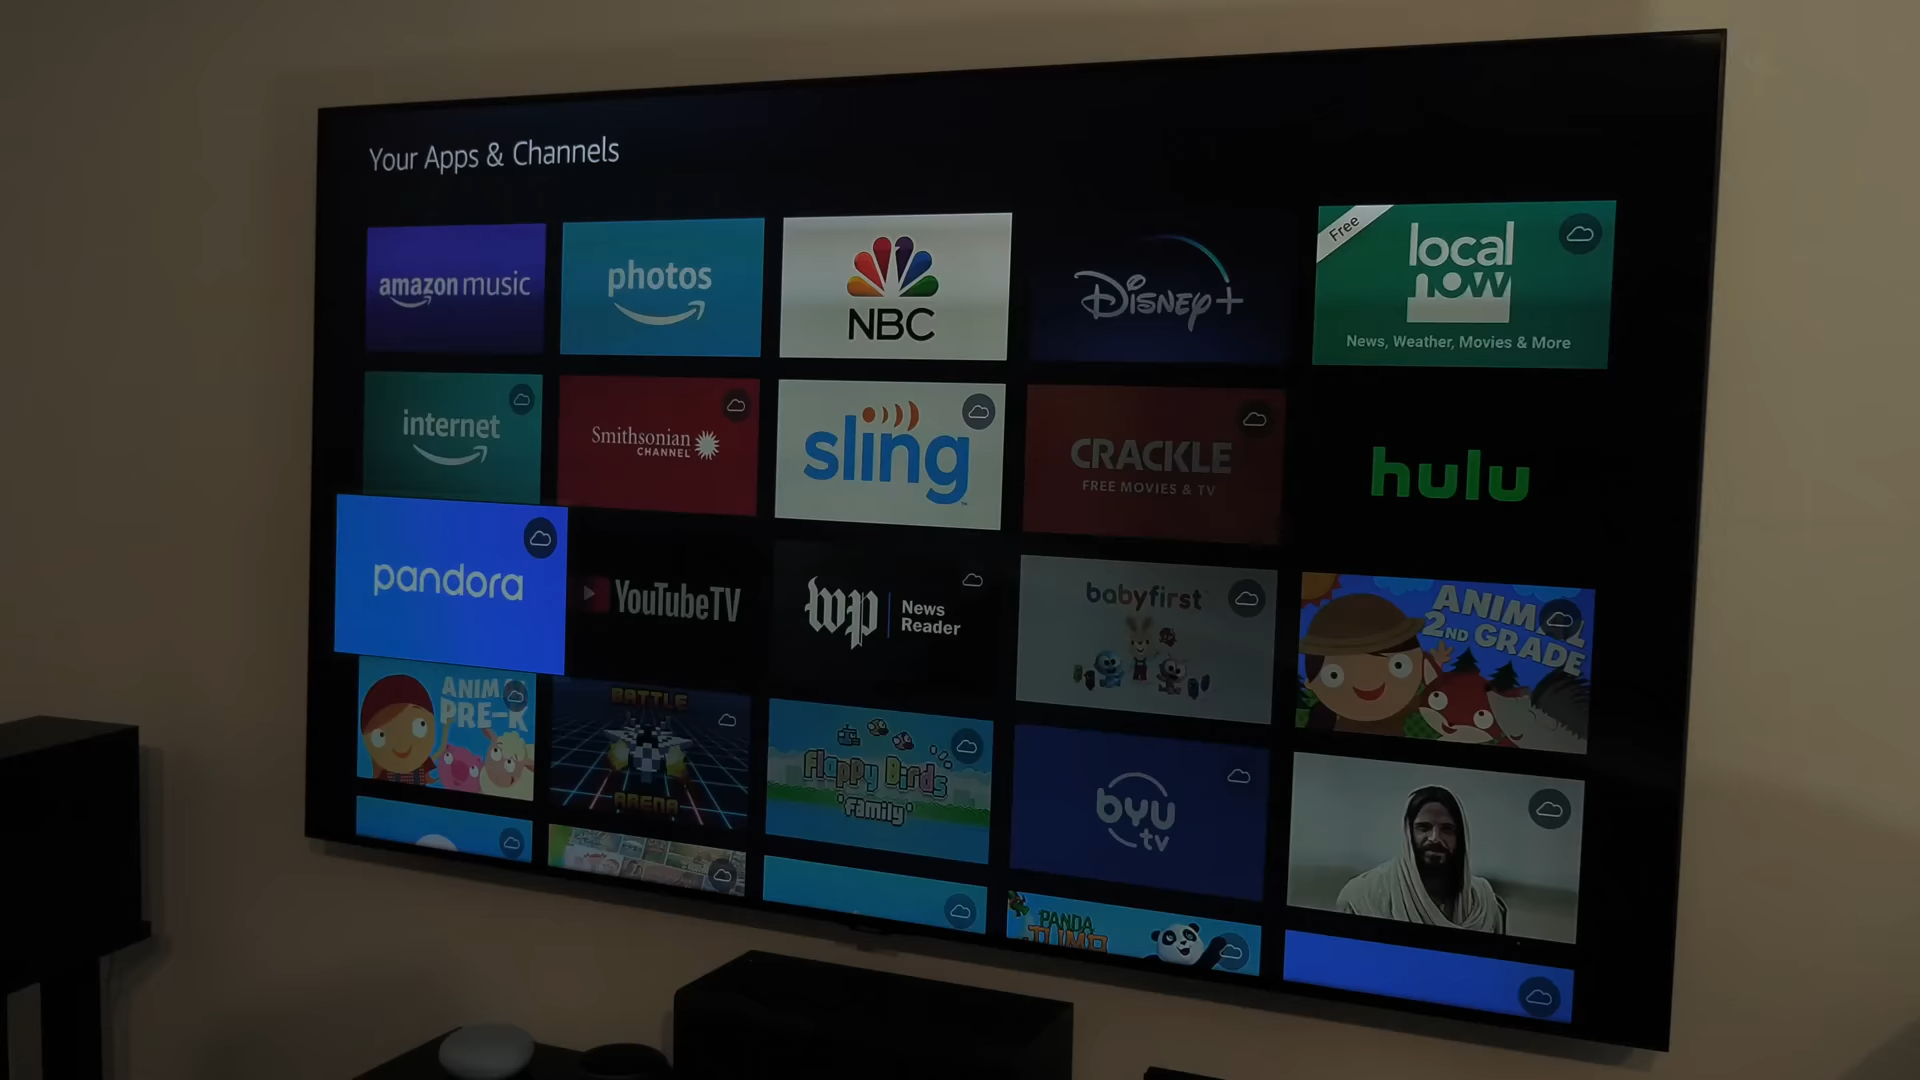 Your Apps & Channels
amazon music
photos
NBC
Disney+
Free
local
now
News, Weather, Movies & More
internet
Smithsonian
CHANNEL
sling
CRACKLE
FREE MOVIES & TV
hulu
pandora
YouTubeTV
wp
News
Reader
babyfirst
2ND GRADE
PRE-K
BATTLE
ARENA
Flappy Birds
"Family"
byu
tv
PANDA
JUMP